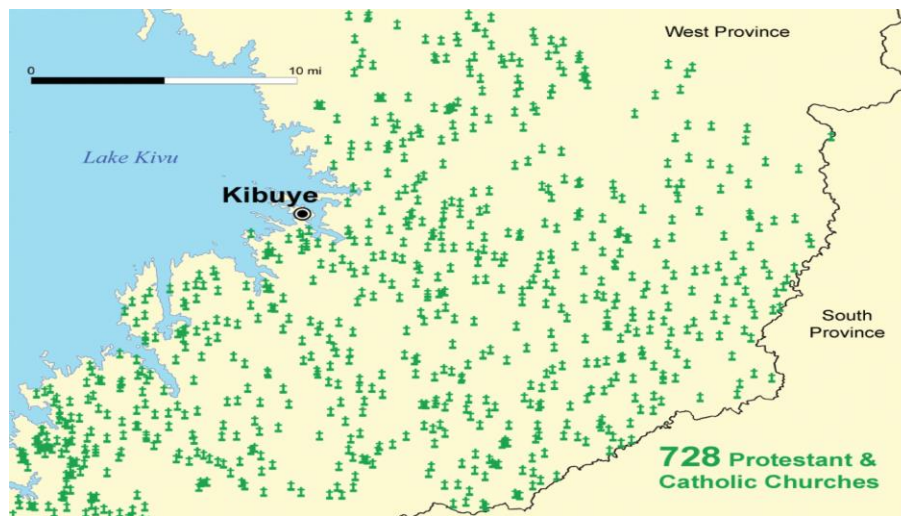 West Province
0 10 mi
Lake Kivu
Kibuye
South
Province
728 Protestant &
Catholic Churches